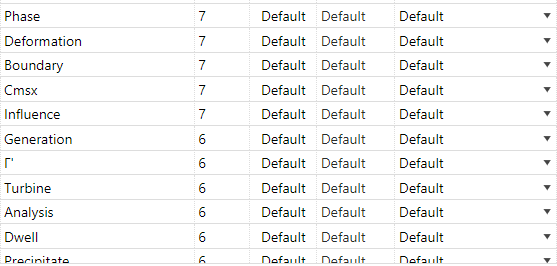 Phase 7 Default Default Default
Deformation 7 Default Default Default
Boundary 7 Default Default Default
Cmsx 7 Default Default Default
Influence 7 Default Default Default
Generation 6 Default Default Default
Γ' 6 Default Default Default
Turbine 6 Default Default Default
Analysis 6 Default Default Default
Dwell 6 Default Default Default
Precipitate 6 Default Default Default